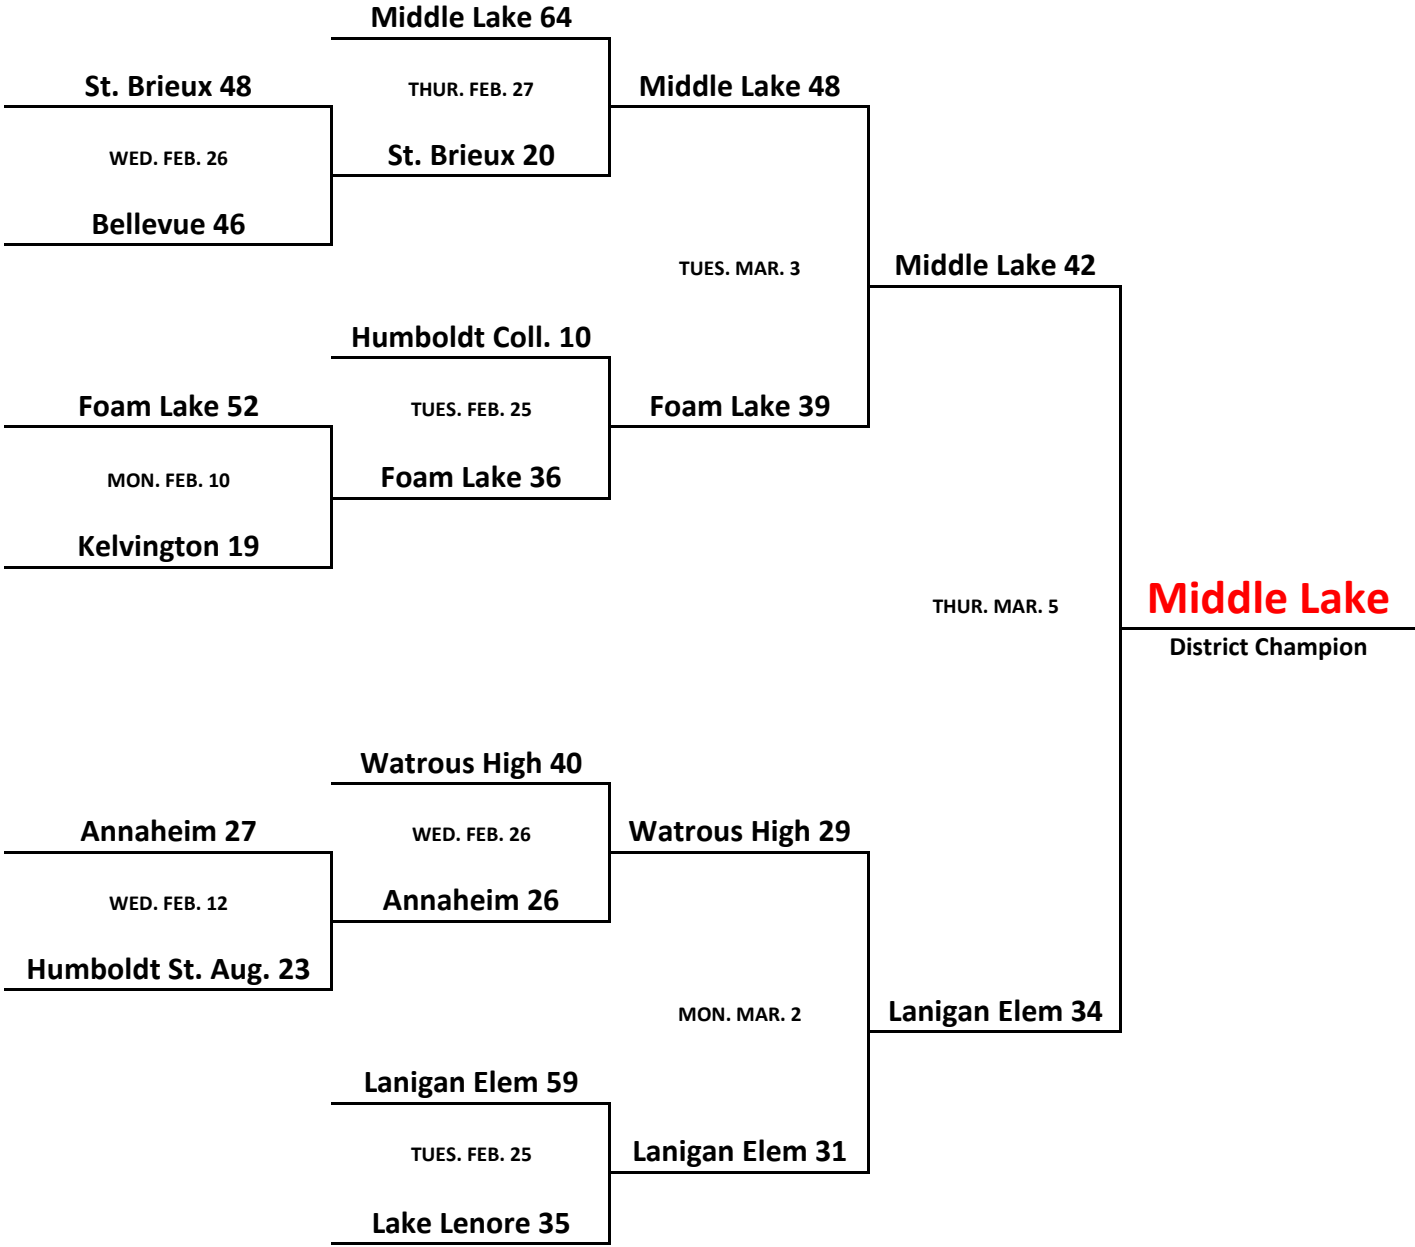 Middle Lake 64
St. Brieux 48
THUR. FEB. 27
Middle Lake 48
WED. FEB. 26
St. Brieux 20
Bellevue 46
TUES. MAR. 3
Middle Lake 42
Humboldt Coll. 10
Foam Lake 52
TUES. FEB. 25
Foam Lake 39
MON. FEB. 10
Foam Lake 36
Kelvington 19
THUR. MAR. 5
Middle Lake
District Champion
Watrous High 40
Annaheim 27
WED. FEB. 26
Watrous High 29
WED. FEB. 12
Annaheim 26
Humboldt St. Aug. 23
MON. MAR. 2
Lanigan Elem 34
Lanigan Elem 59
TUES. FEB. 25
Lanigan Elem 31
Lake Lenore 35